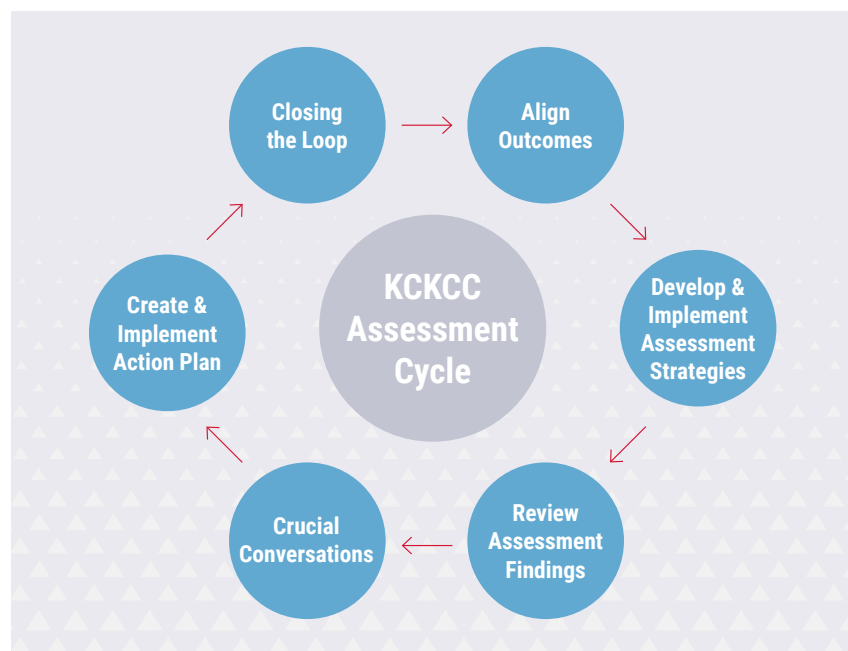 Closing
the Loop
Align
Outcomes
KCKCC
Assessment
Cycle
Create &
Implement
Action Plan
Develop &
Implement
Assessment
Strategies
Crucial
Conversations
Review
Assessment
Findings